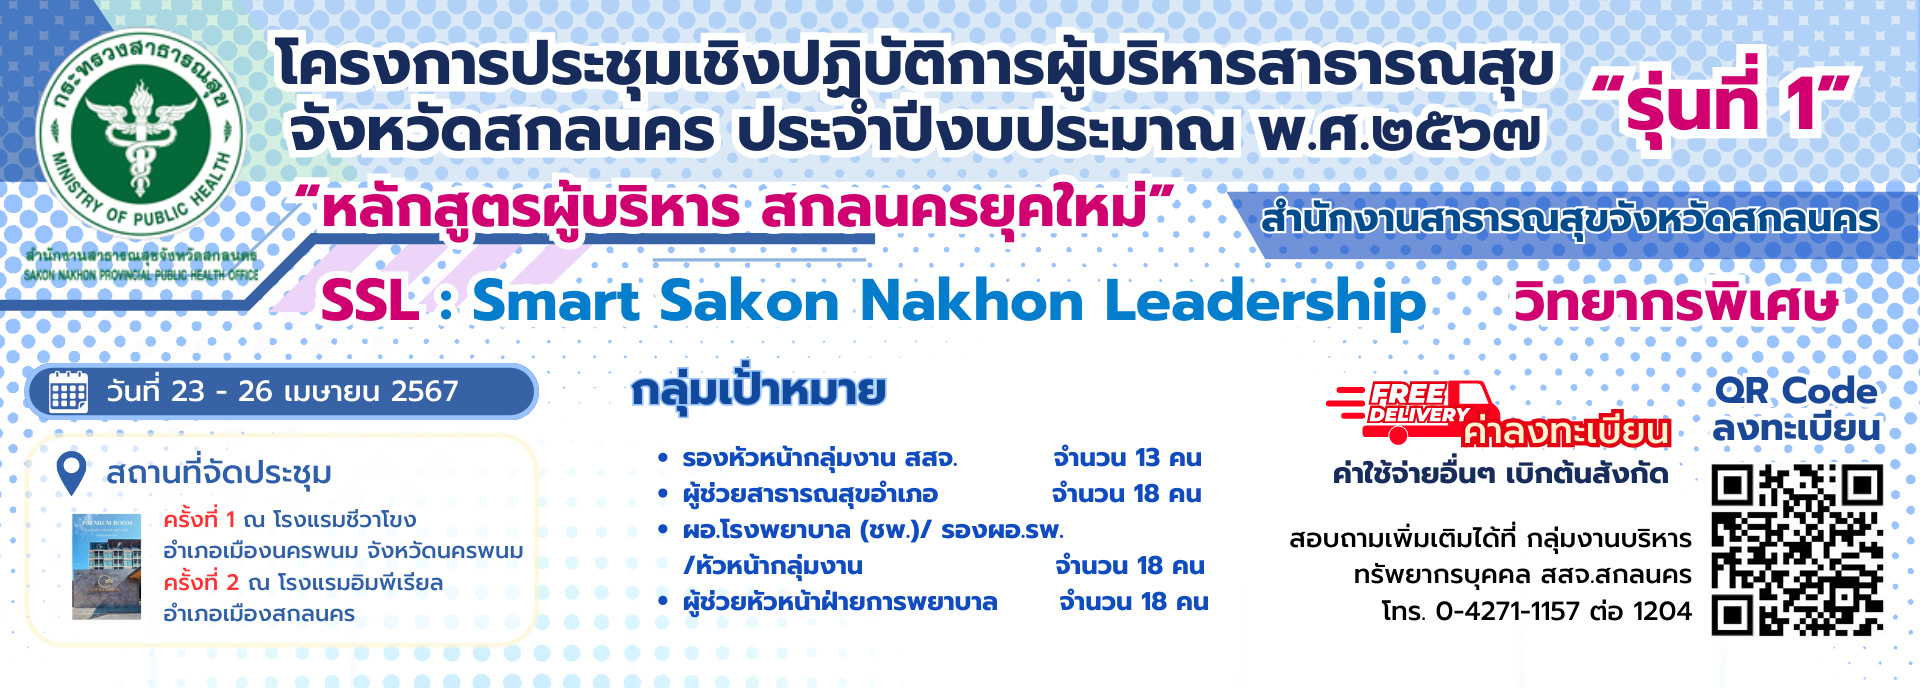 กระทรวงสาธารณสุข
MINISTRY OF PUBLIC HEALTH
สำนักงานสาธารณสุขจังหวัดสกลนคร
SAKON NAKHON PROVINCIAL PUBLIC HEALTH OFFICE
โครงการประชุมเชิงปฏิบัติการผู้บริหารสาธารณสุข
จังหวัดสกลนคร ประจำปีงบประมาณ พ.ศ.๒๕๖๗
“รุ่นที่ 1”
“หลักสูตรผู้บริหาร สกลนครยุคใหม่”
สำนักงานสาธารณสุขจังหวัดสกลนคร
SSL : Smart Sakon Nakhon Leadership
วิทยากรพิเศษ
วันที่ 23 - 26 เมษายน 2567
สถานที่จัดประชุม
PREMIUM ROOM
ครั้งที่ 1 ณ โรงแรมชีวาโขง
อำเภอเมืองนครพนม จังหวัดนครพนม
ครั้งที่ 2 ณ โรงแรมอิมพีเรียล
อำเภอเมืองสกลนคร
กลุ่มเป้าหมาย
• รองหัวหน้ากลุ่มงาน สสจ. จำนวน 13 คน
• ผู้ช่วยสาธารณสุขอำเภอ จำนวน 18 คน
• ผอ.โรงพยาบาล (ชพ.)/ รองผอ.รพ.
/หัวหน้ากลุ่มงาน จำนวน 18 คน
• ผู้ช่วยหัวหน้าฝ่ายการพยาบาล จำนวน 18 คน
FREE
DELIVERY
ค่าลงทะเบียน
ค่าใช้จ่ายอื่นๆ เบิกต้นสังกัด
สอบถามเพิ่มเติมได้ที่ กลุ่มงานบริหาร
ทรัพยากรบุคคล สสจ.สกลนคร
โทร. 0-4271-1157 ต่อ 1204
QR Code
ลงทะเบียน